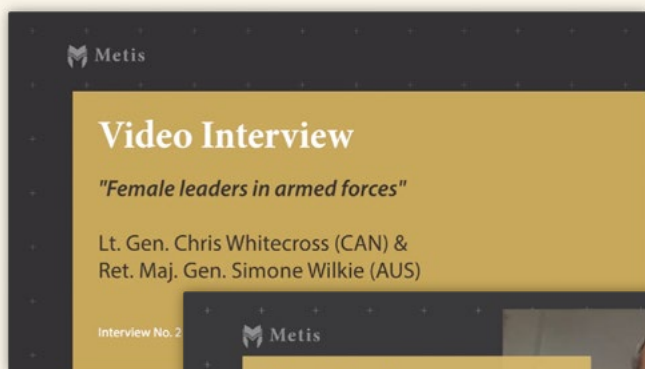 Metis
Video Interview
"Female leaders in armed forces"
Lt. Gen. Chris Whitecross (CAN) &
Ret. Maj. Gen. Simone Wilkie (AUS)
Interview No. 2
Metis